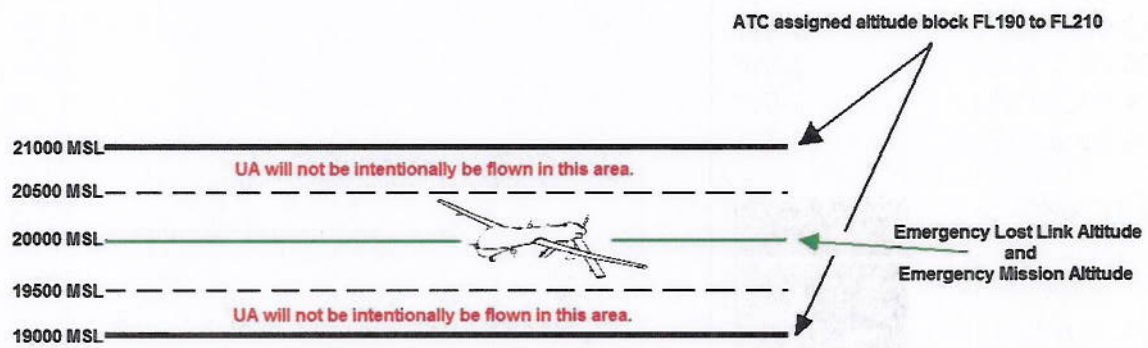 ATC assigned altitude block FL190 to FL210
21000 MSL
UA will not be intentionally be flown in this area.
20500 MSL
20000 MSL
Emergency Lost Link Altitude
and
Emergency Mission Altitude
19500 MSL
UA will not be intentionally be flown in this area.
19000 MSL